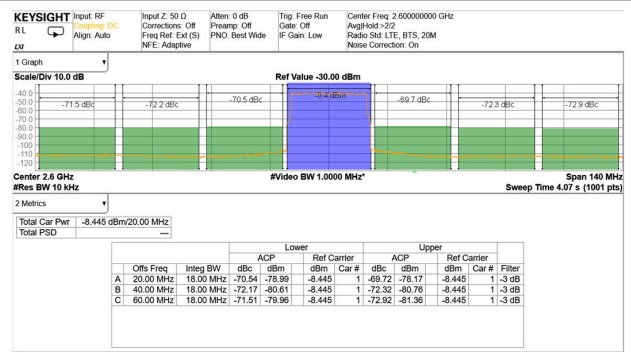 KEYSIGHT Input: RF Input Z: 50 Ω Atten: 0 dB Trig: Free Run Center Freq: 2.600000000 GHz
R L Coupling: DC Corrections: Off Preamp: Off Gate: Off Avg|Hold:>2/2
Align: Auto Freq Ref: Ext (S) PNO: Best Wide IF Gain: Low Radio Std: LTE, BTS, 20M
LXI NFE: Adaptive Noise Correction: On
1 Graph
Scale/Div 10.0 dB Ref Value -30.00 dBm
-40.0
-50.0
-60.0
-70.0
-80.0
-90.0
-100
-110
-120
-71.5 dBc -72.2 dBc -70.5 dBc -8.4 dBm -69.7 dBc -72.3 dBc -72.9 dBc
Center 2.6 GHz #Video BW 1.0000 MHz* Span 140 MHz
#Res BW 10 kHz Sweep Time 4.07 s (1001 pts)
2 Metrics
Total Car Pwr -8.445 dBm/20.00 MHz
Total PSD ---
Lower Upper
ACP Ref Carrier ACP Ref Carrier
Offs Freq Integ BW dBc dBm dBm Car # dBc dBm dBm Car # Filter
A 20.00 MHz 18.00 MHz -70.54 -78.99 -8.445 1 -69.72 -78.17 -8.445 1 -3 dB
B 40.00 MHz 18.00 MHz -72.17 -80.61 -8.445 1 -72.32 -80.76 -8.445 1 -3 dB
C 60.00 MHz 18.00 MHz -71.51 -79.96 -8.445 1 -72.92 -81.36 -8.445 1 -3 dB